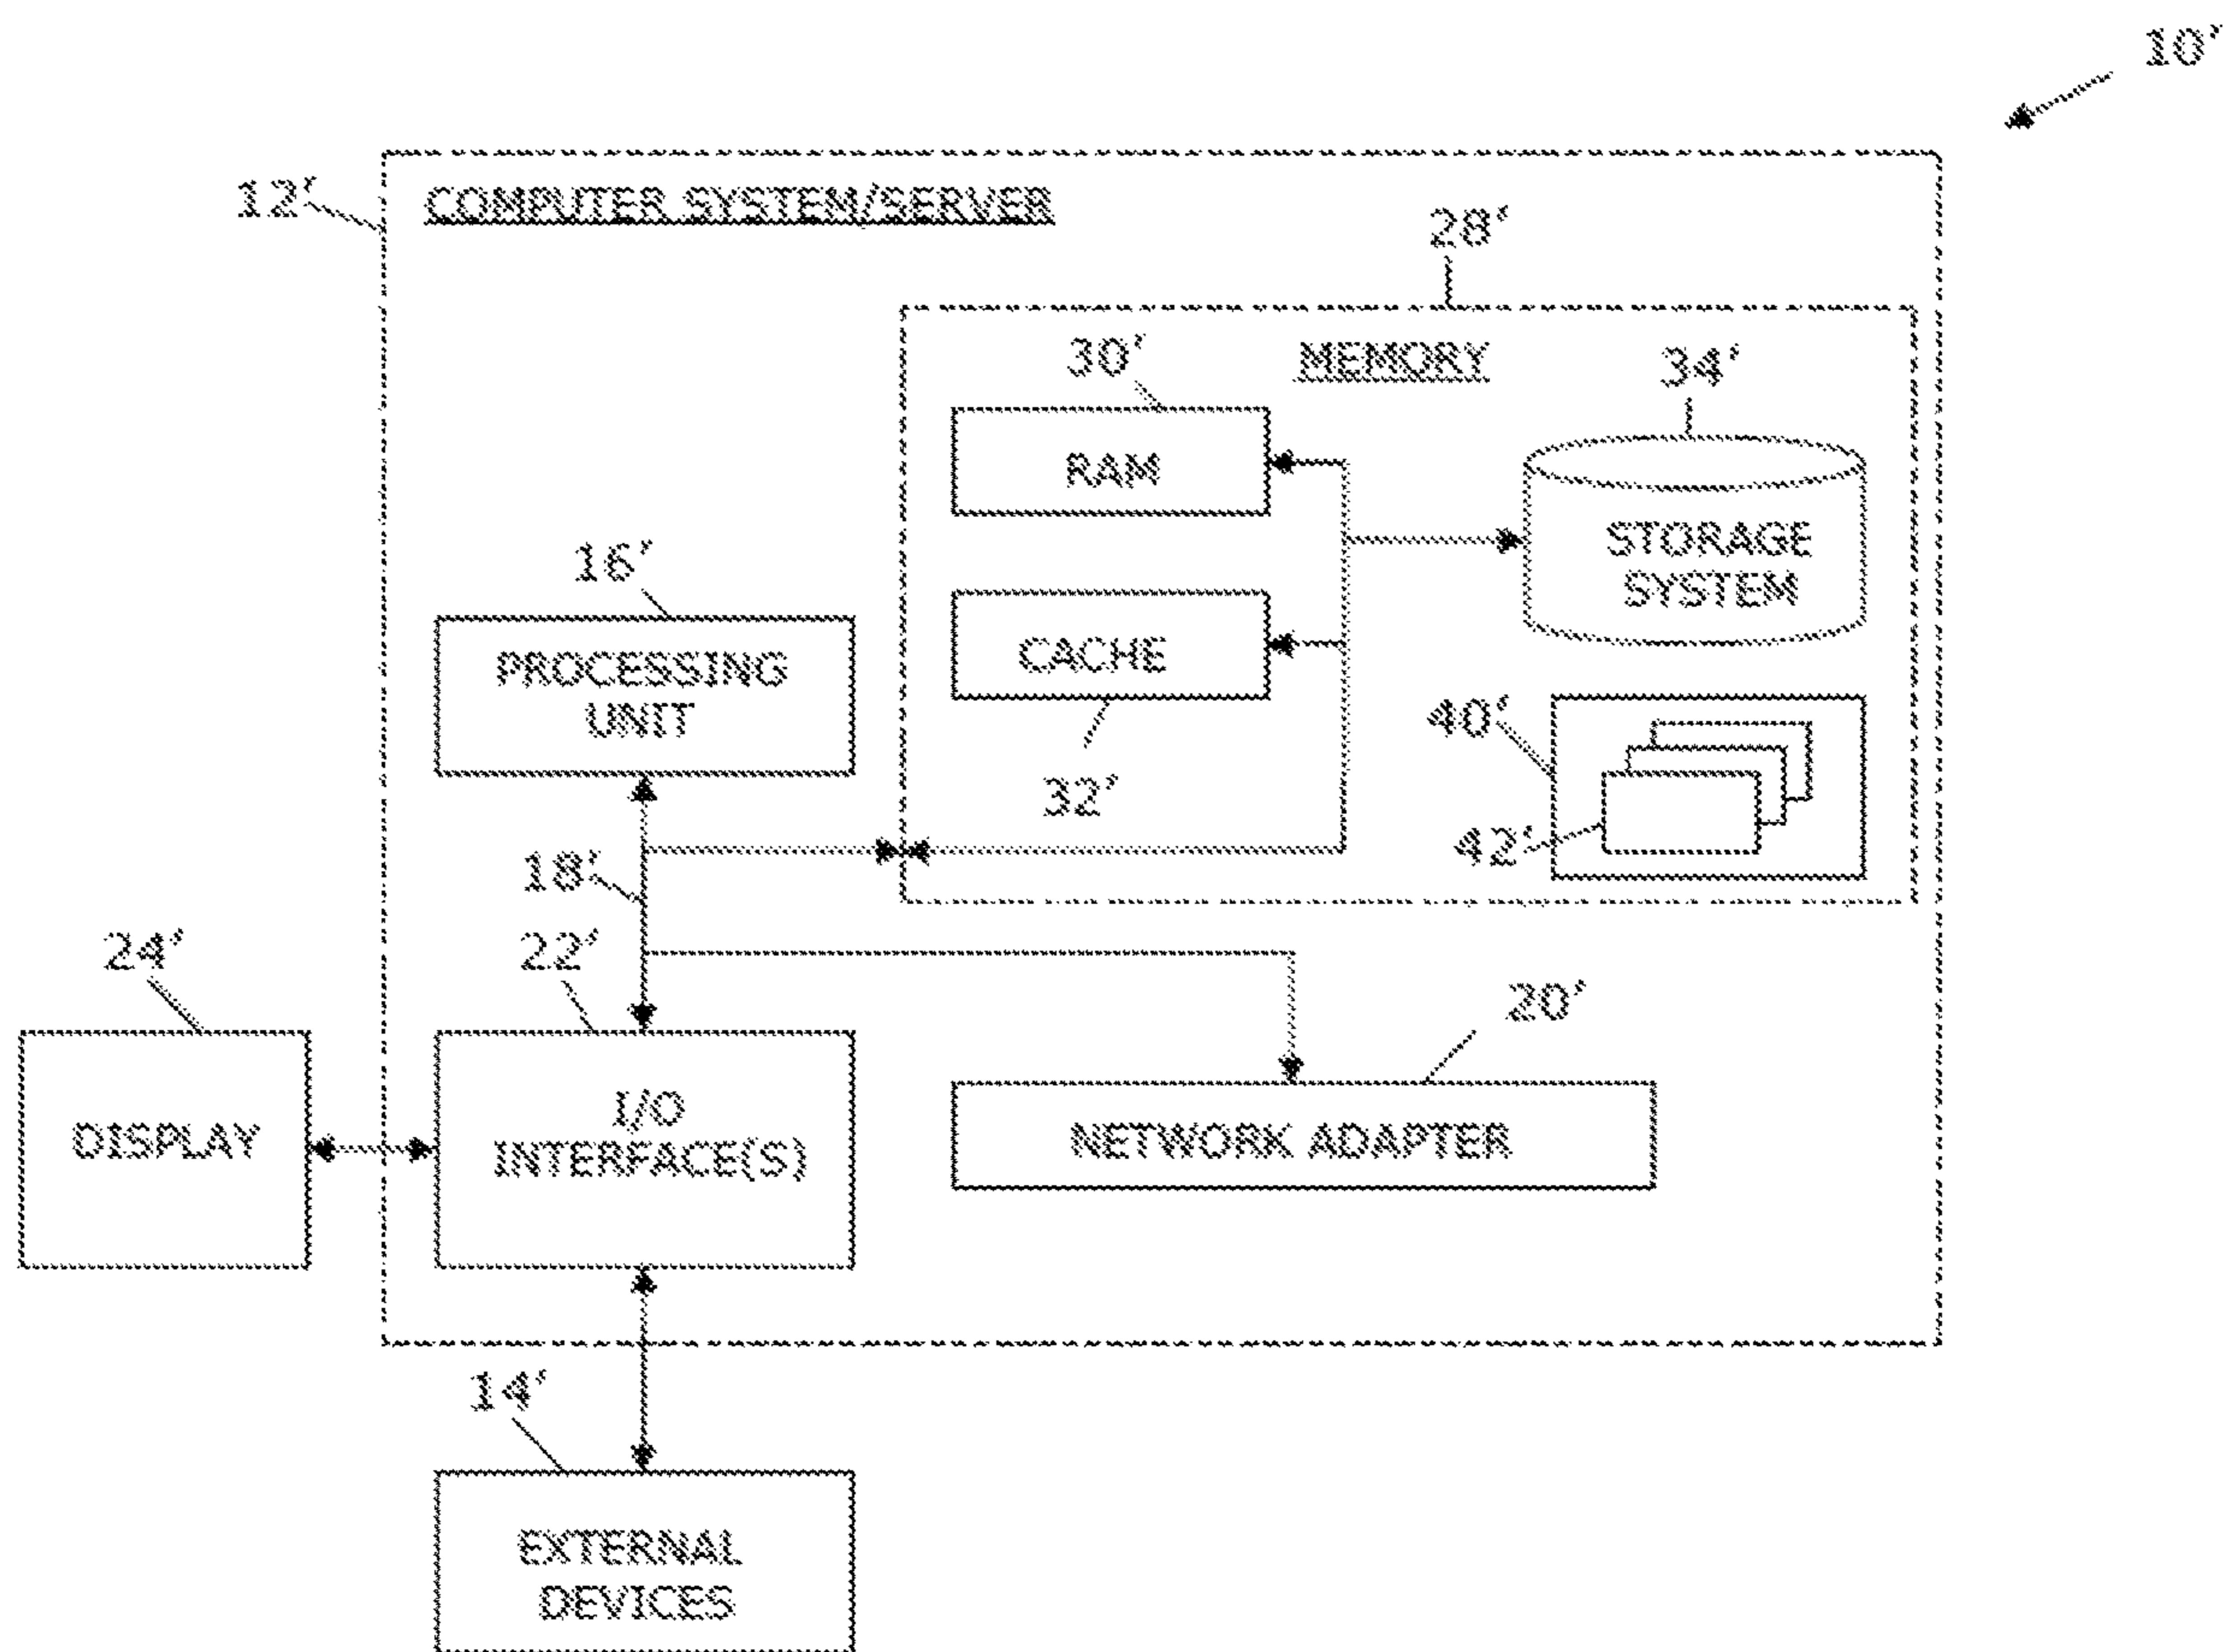 10'
12'
COMPUTER SYSTEM/SERVER
28'
MEMORY
30'
34'
RAM
STORAGE
SYSTEM
16'
PROCESSING
UNIT
CACHE
32'
40'
42'
18'
22'
24'
20'
DISPLAY
I/O
INTERFACE(S)
NETWORK ADAPTER
14'
EXTERNAL
DEVICES